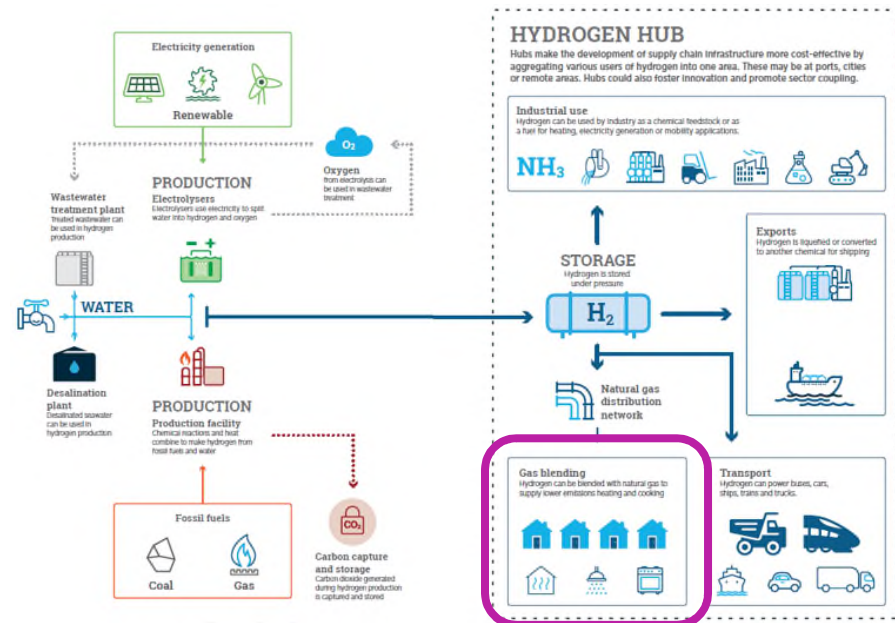 Electricity generation
Renewable
O₂
Oxygen
from electrolysis can
be used in wastewater
treatment
Wastewater
treatment plant
Treated wastewater can
be used in hydrogen
production
PRODUCTION
Electrolysers
Electrolysers use electricity to split
water into hydrogen and oxygen
- +
WATER
Desalination
plant
Desalinated seawater
can be used in
hydrogen production
PRODUCTION
Production facility
Chemical reactions and heat
combine to make hydrogen from
fossil fuels and water
Fossil fuels
Coal
Gas
CO₂
Carbon capture
and storage
Carbon dioxide generated
during hydrogen production
is captured and stored
HYDROGEN HUB
Hubs make the development of supply chain infrastructure more cost-effective by
aggregating various users of hydrogen into one area. These may be at ports, cities
or remote areas. Hubs could also foster innovation and promote sector coupling.
Industrial use
Hydrogen can be used by industry as a chemical feedstock or as
a fuel for heating, electricity generation or mobility applications.
NH₃
STORAGE
Hydrogen is stored
under pressure
H₂
Exports
Hydrogen is liquefied or converted
to another chemical for shipping
Natural gas
distribution
network
Gas blending
Hydrogen can be blended with natural gas to
supply lower emissions heating and cooking
Transport
Hydrogen can power buses, cars,
ships, trains and trucks.